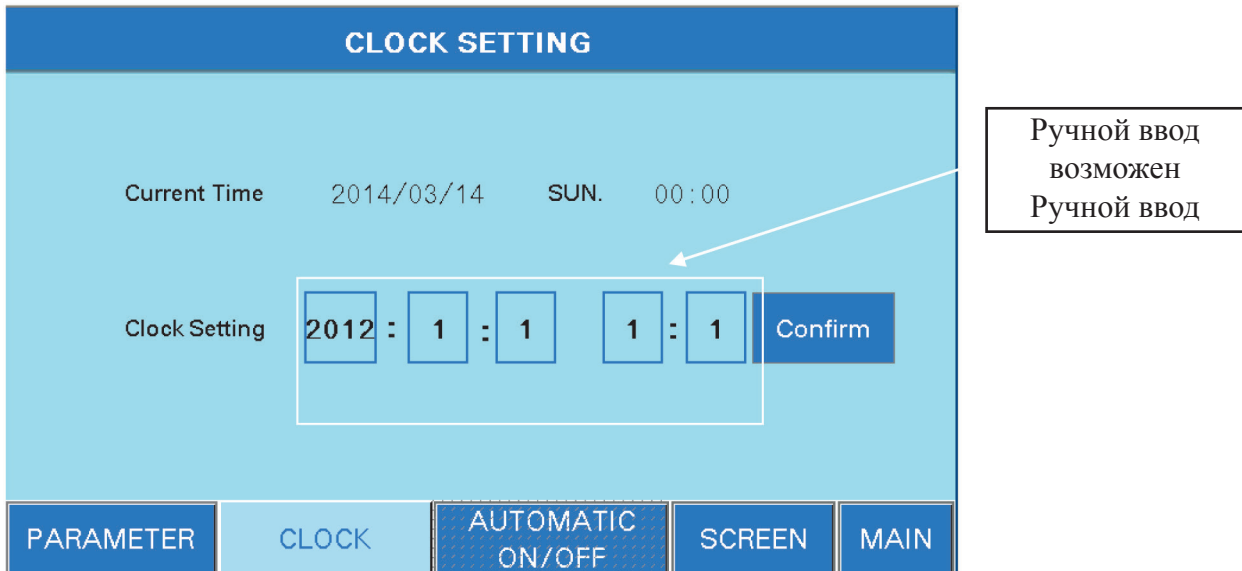 CLOCK SETTING
Ручной ввод
возможен
Ручной ввод
Current Time 2014/03/14 SUN. 00:00
Clock Setting 2012 : 1 : 1 1 : 1 Confirm
PARAMETER CLOCK AUTOMATIC ON/OFF SCREEN MAIN